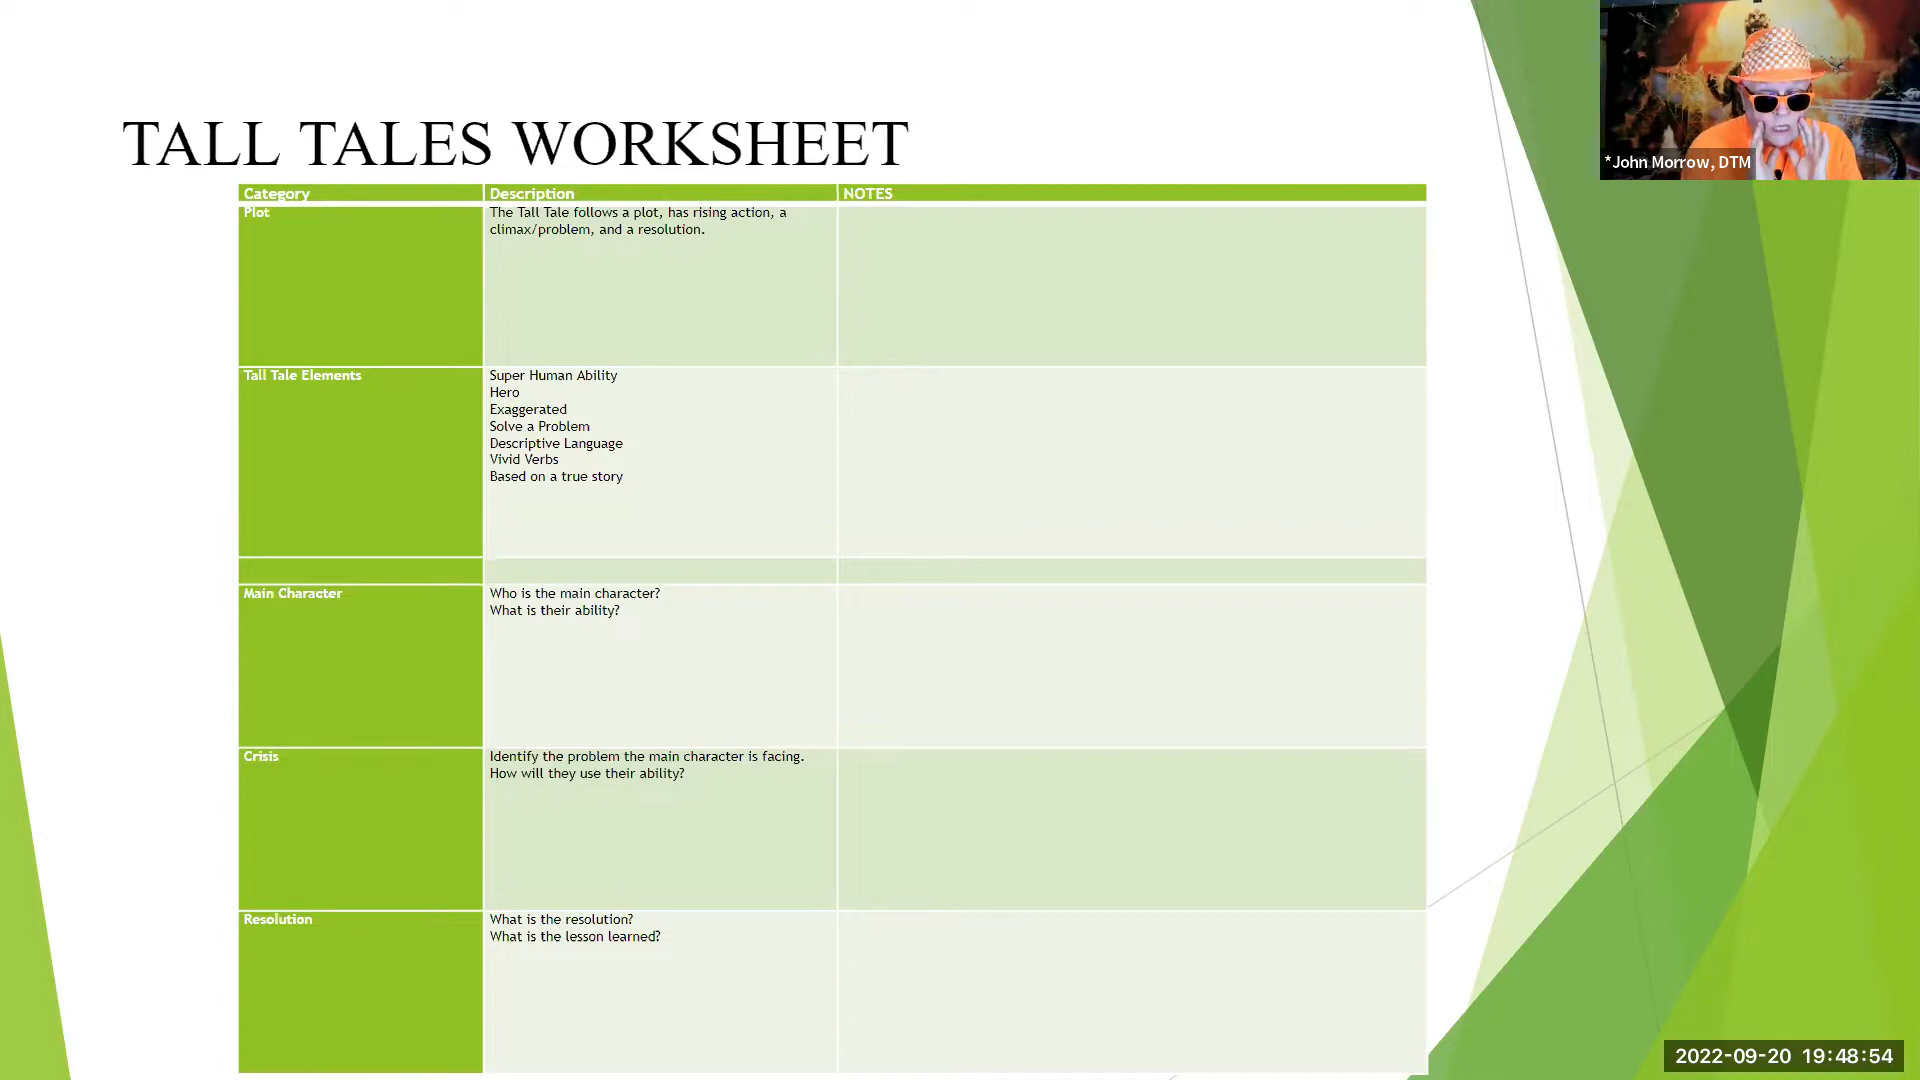 TALL TALES WORKSHEET
Category Description NOTES
Plot
The Tall Tale follows a plot, has rising action, a
climax/problem, and a resolution.
Tall Tale Elements
Super Human Ability
Hero
Exaggerated
Solve a Problem
Descriptive Language
Vivid Verbs
Based on a true story
Main Character
Who is the main character?
What is their ability?
Crisis
Identify the problem the main character is facing.
How will they use their ability?
Resolution
What is the resolution?
What is the lesson learned?
*John Morrow, DTM
2022-09-20 19:48:54